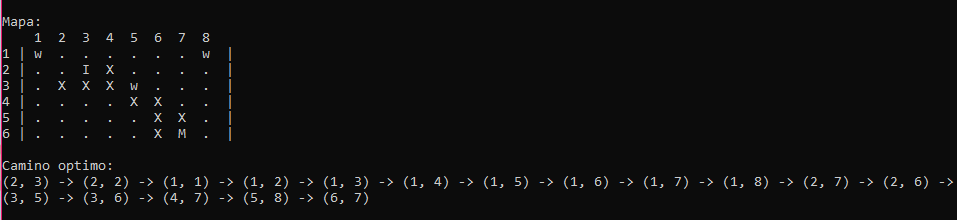 Mapa:
1 2 3 4 5 6 7 8
1 | w . . . . . . w |
2 | . . I X . . . . |
3 | . X X X w . . . |
4 | . . . . X X . . |
5 | . . . . . X X . |
6 | . . . . . X M . |
Camino optimo:
(2, 3) -> (2, 2) -> (1, 1) -> (1, 2) -> (1, 3) -> (1, 4) -> (1, 5) -> (1, 6) -> (1, 7) -> (1, 8) -> (2, 7) -> (2, 6) ->
(3, 5) -> (3, 6) -> (4, 7) -> (5, 8) -> (6, 7)